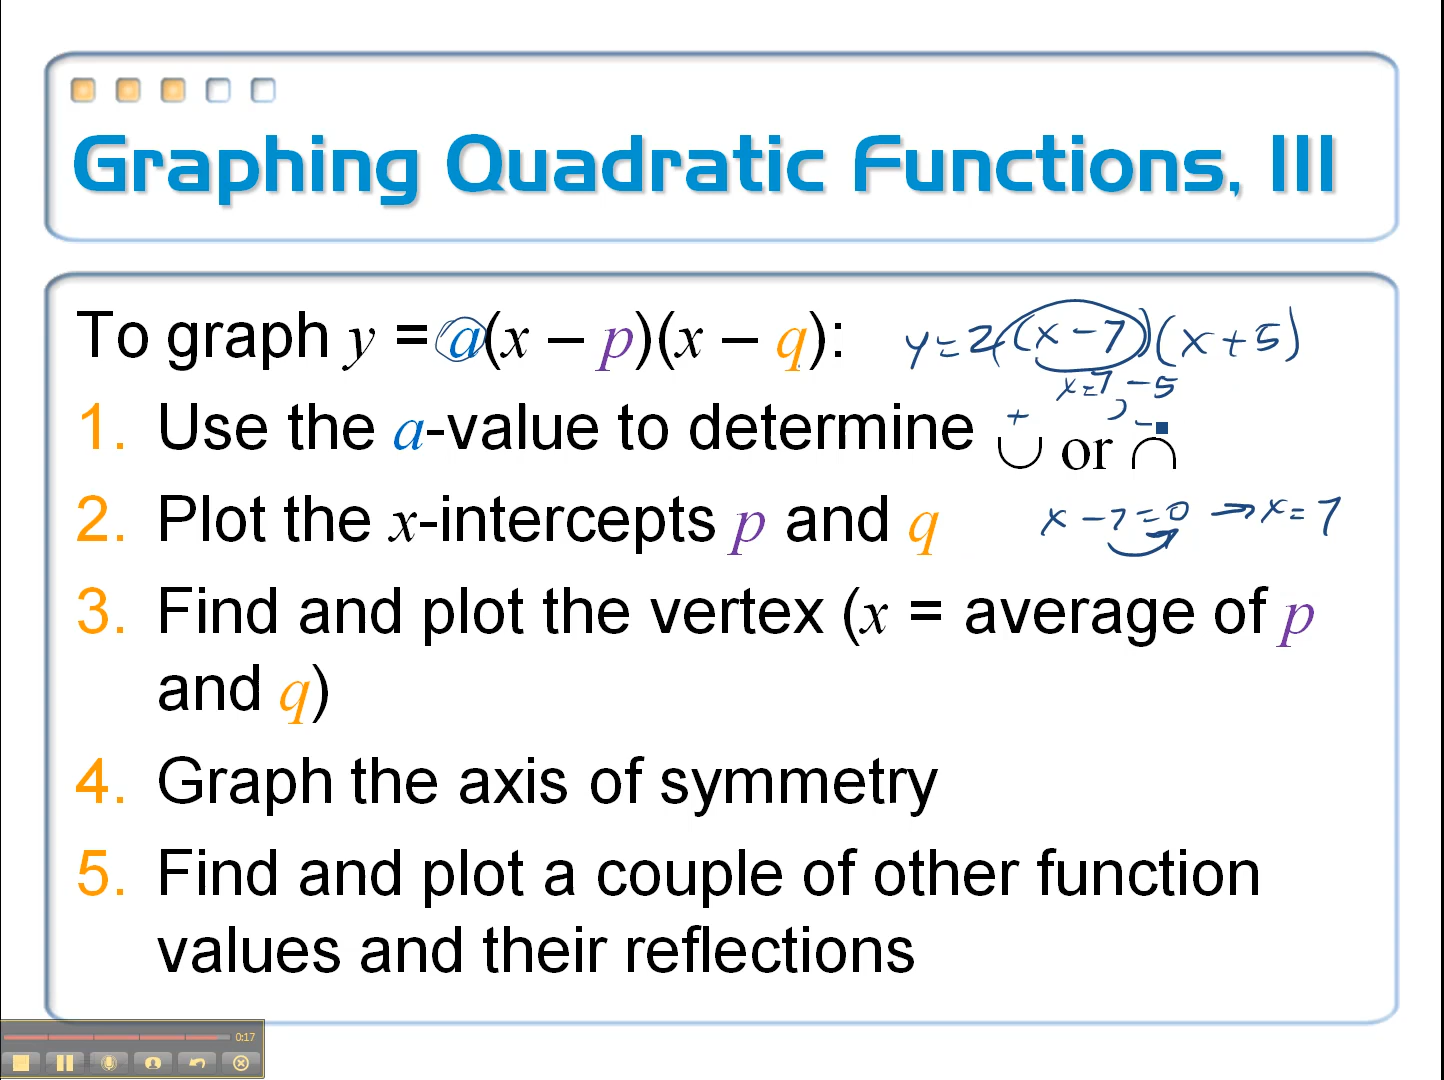 Graphing Quadratic Functions, III
To graph y = a(x – p)(x – q): y=2(x-7)(x+5)
x=7, -5
1. Use the a-value to determine ∪ or ∩
+ -
2. Plot the x-intercepts p and q x-7=0 → x=7
3. Find and plot the vertex (x = average of p
and q)
4. Graph the axis of symmetry
5. Find and plot a couple of other function
values and their reflections
0:17